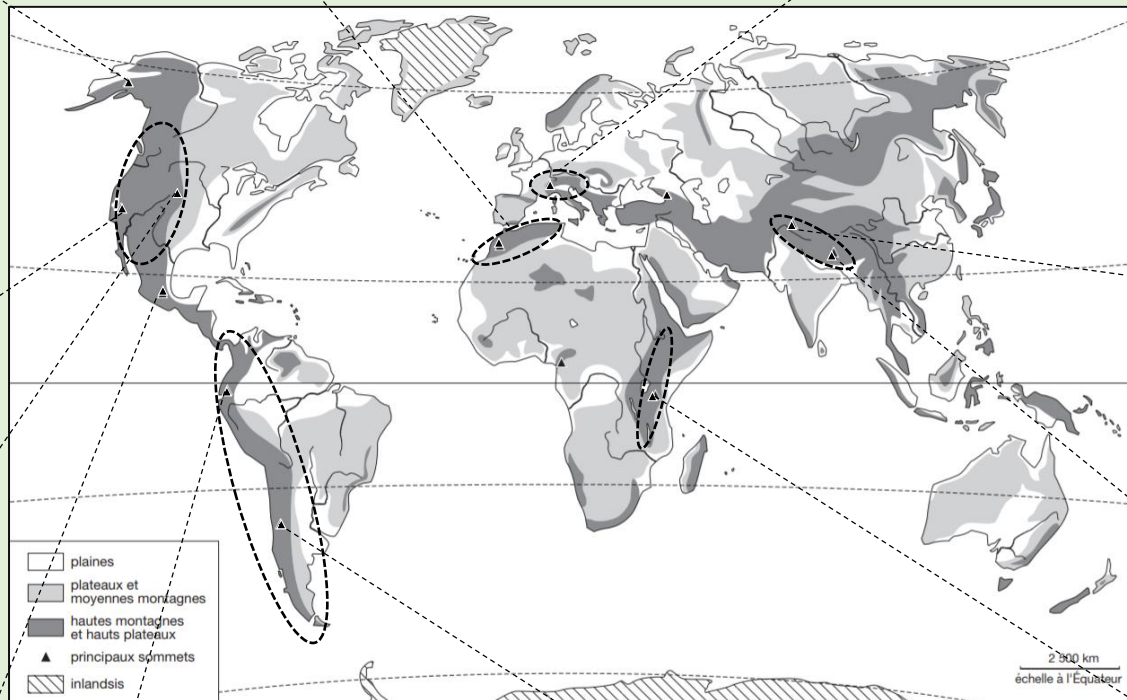 plaines
plateaux et
moyennes montagnes
hautes montagnes
et hauts plateaux
principaux sommets
inlandsis
2 500 km
échelle à l'Équateur